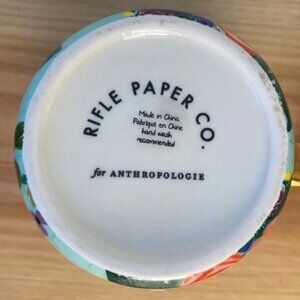 RIFLE PAPER CO.
Made in China
Fabriqué en Chine
hand wash
recommended
for ANTHROPOLOGIE